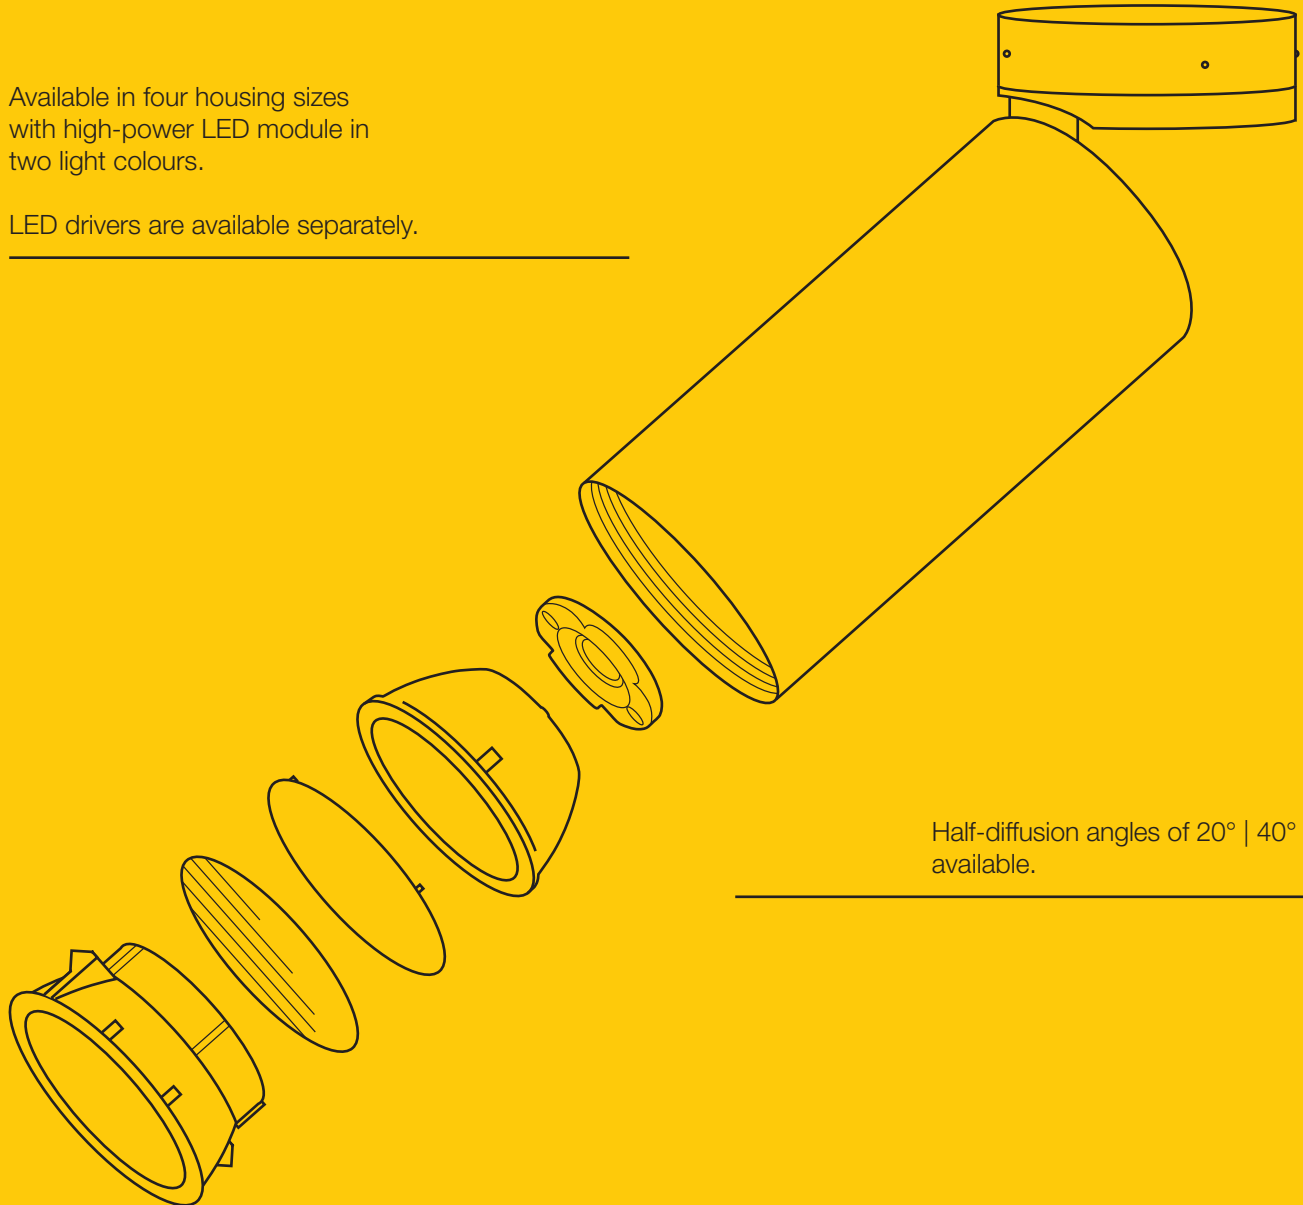 Available in four housing sizes
with high-power LED module in
two light colours.
LED drivers are available separately.
Half-diffusion angles of 20° | 40°
available.